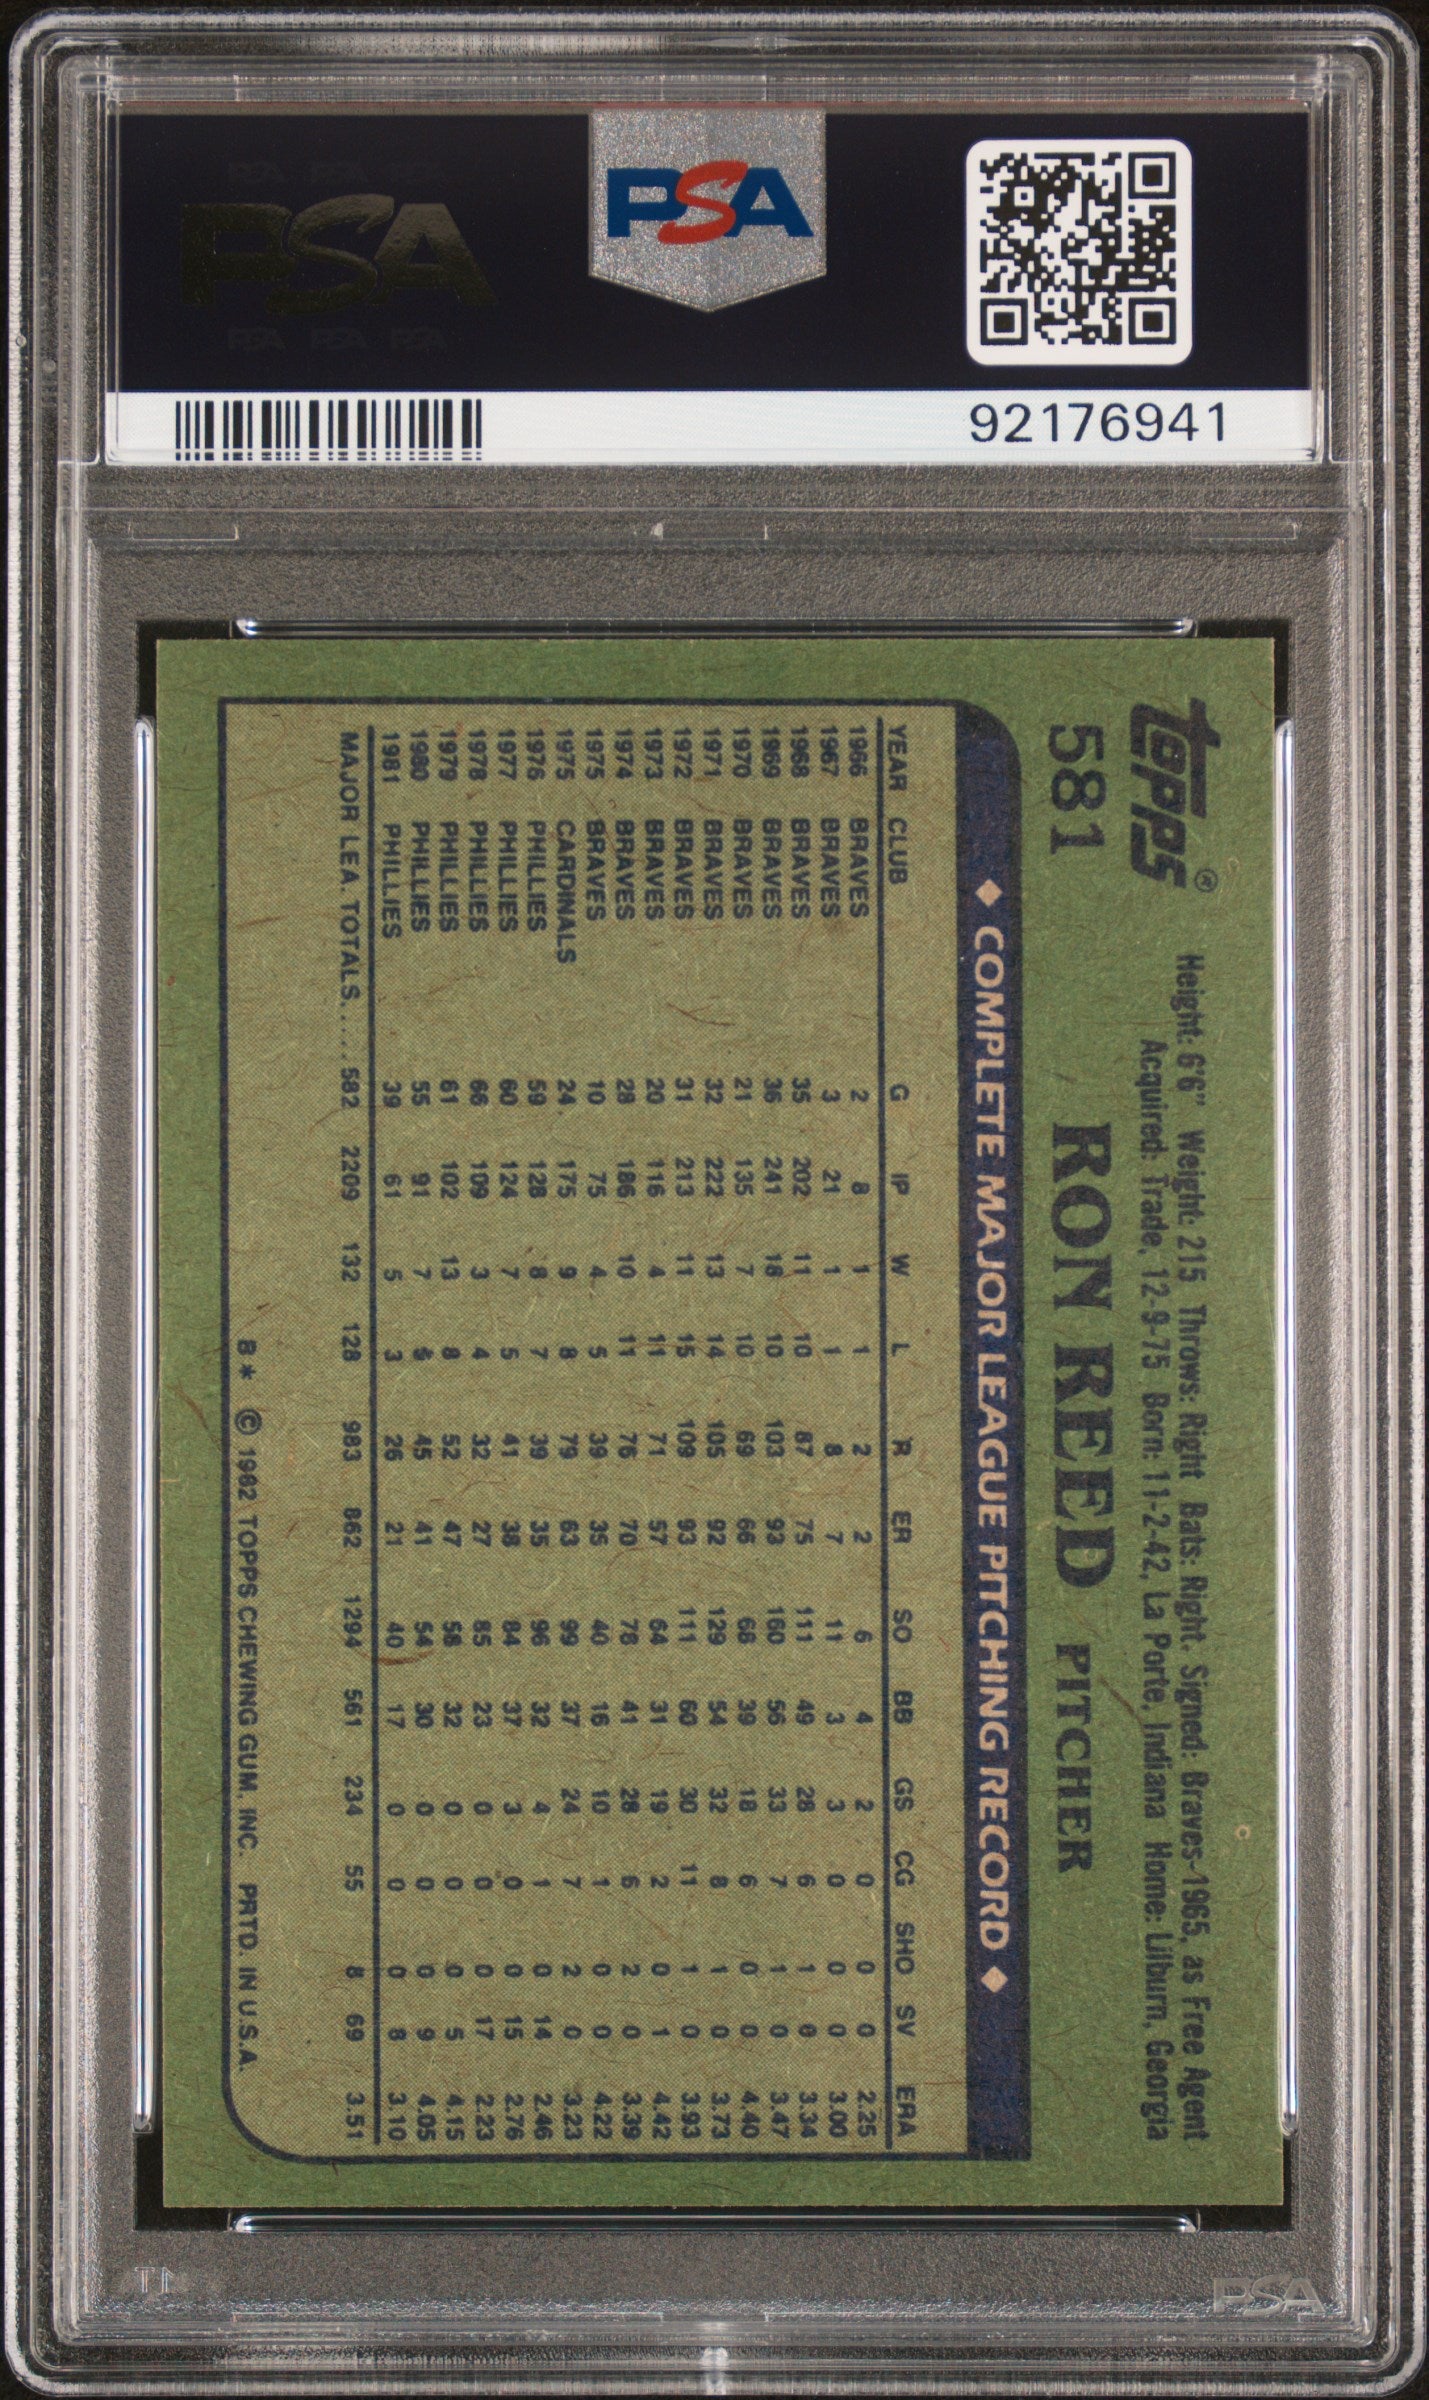 PSA
PSA
92176941
topps®
581
Height: 6'6" Weight: 215 Throws: Right Bats: Right. Signed: Braves-1965, as Free Agent
Acquired: Trade, 12-9-75 Born: 11-2-42, La Porte, Indiana Home: Lilburn, Georgia
RON REED PITCHER
◆ COMPLETE MAJOR LEAGUE PITCHING RECORD ◆
YEAR CLUB G IP W L R ER SO BB GS CG SHO SV ERA
1966 BRAVES 2 8 1 1 2 2 6 4 2 0 0 0 2.25
1967 BRAVES 3 21 1 1 8 7 11 3 3 0 0 0 3.00
1968 BRAVES 35 202 11 10 87 75 111 49 28 6 1 0 3.34
1969 BRAVES 36 241 18 10 103 93 160 56 33 7 1 0 3.47
1970 BRAVES 21 135 7 10 69 66 68 39 18 6 0 0 4.40
1971 BRAVES 32 222 13 14 105 92 129 54 32 8 1 0 3.73
1972 BRAVES 31 213 11 15 109 93 111 60 30 11 1 0 3.93
1973 BRAVES 20 116 4 11 71 57 64 31 19 2 0 1 4.42
1974 BRAVES 28 186 10 11 76 70 78 41 28 6 2 0 3.39
1975 BRAVES 10 75 4 5 39 35 40 16 10 1 0 0 4.22
1975 CARDINALS 24 175 9 8 79 63 99 37 24 7 2 0 3.23
1976 PHILLIES 59 128 8 7 39 35 96 32 4 1 0 14 2.46
1977 PHILLIES 60 124 7 5 41 38 84 37 3 0 0 15 2.76
1978 PHILLIES 66 109 3 4 32 27 85 23 0 0 0 17 2.23
1979 PHILLIES 61 102 13 8 52 47 58 32 0 0 0 5 4.15
1980 PHILLIES 55 91 7 45 41 54 30 0 0 0 9 4.05
1981 PHILLIES 39 61 5 3 26 21 40 17 0 0 0 8 3.10
MAJOR LEA. TOTALS..... 582 2209 132 128 983 862 1294 561 234 55 8 69 3.51
B* © 1982 TOPPS CHEWING GUM, INC. PRTD. IN U.S.A.
PSA